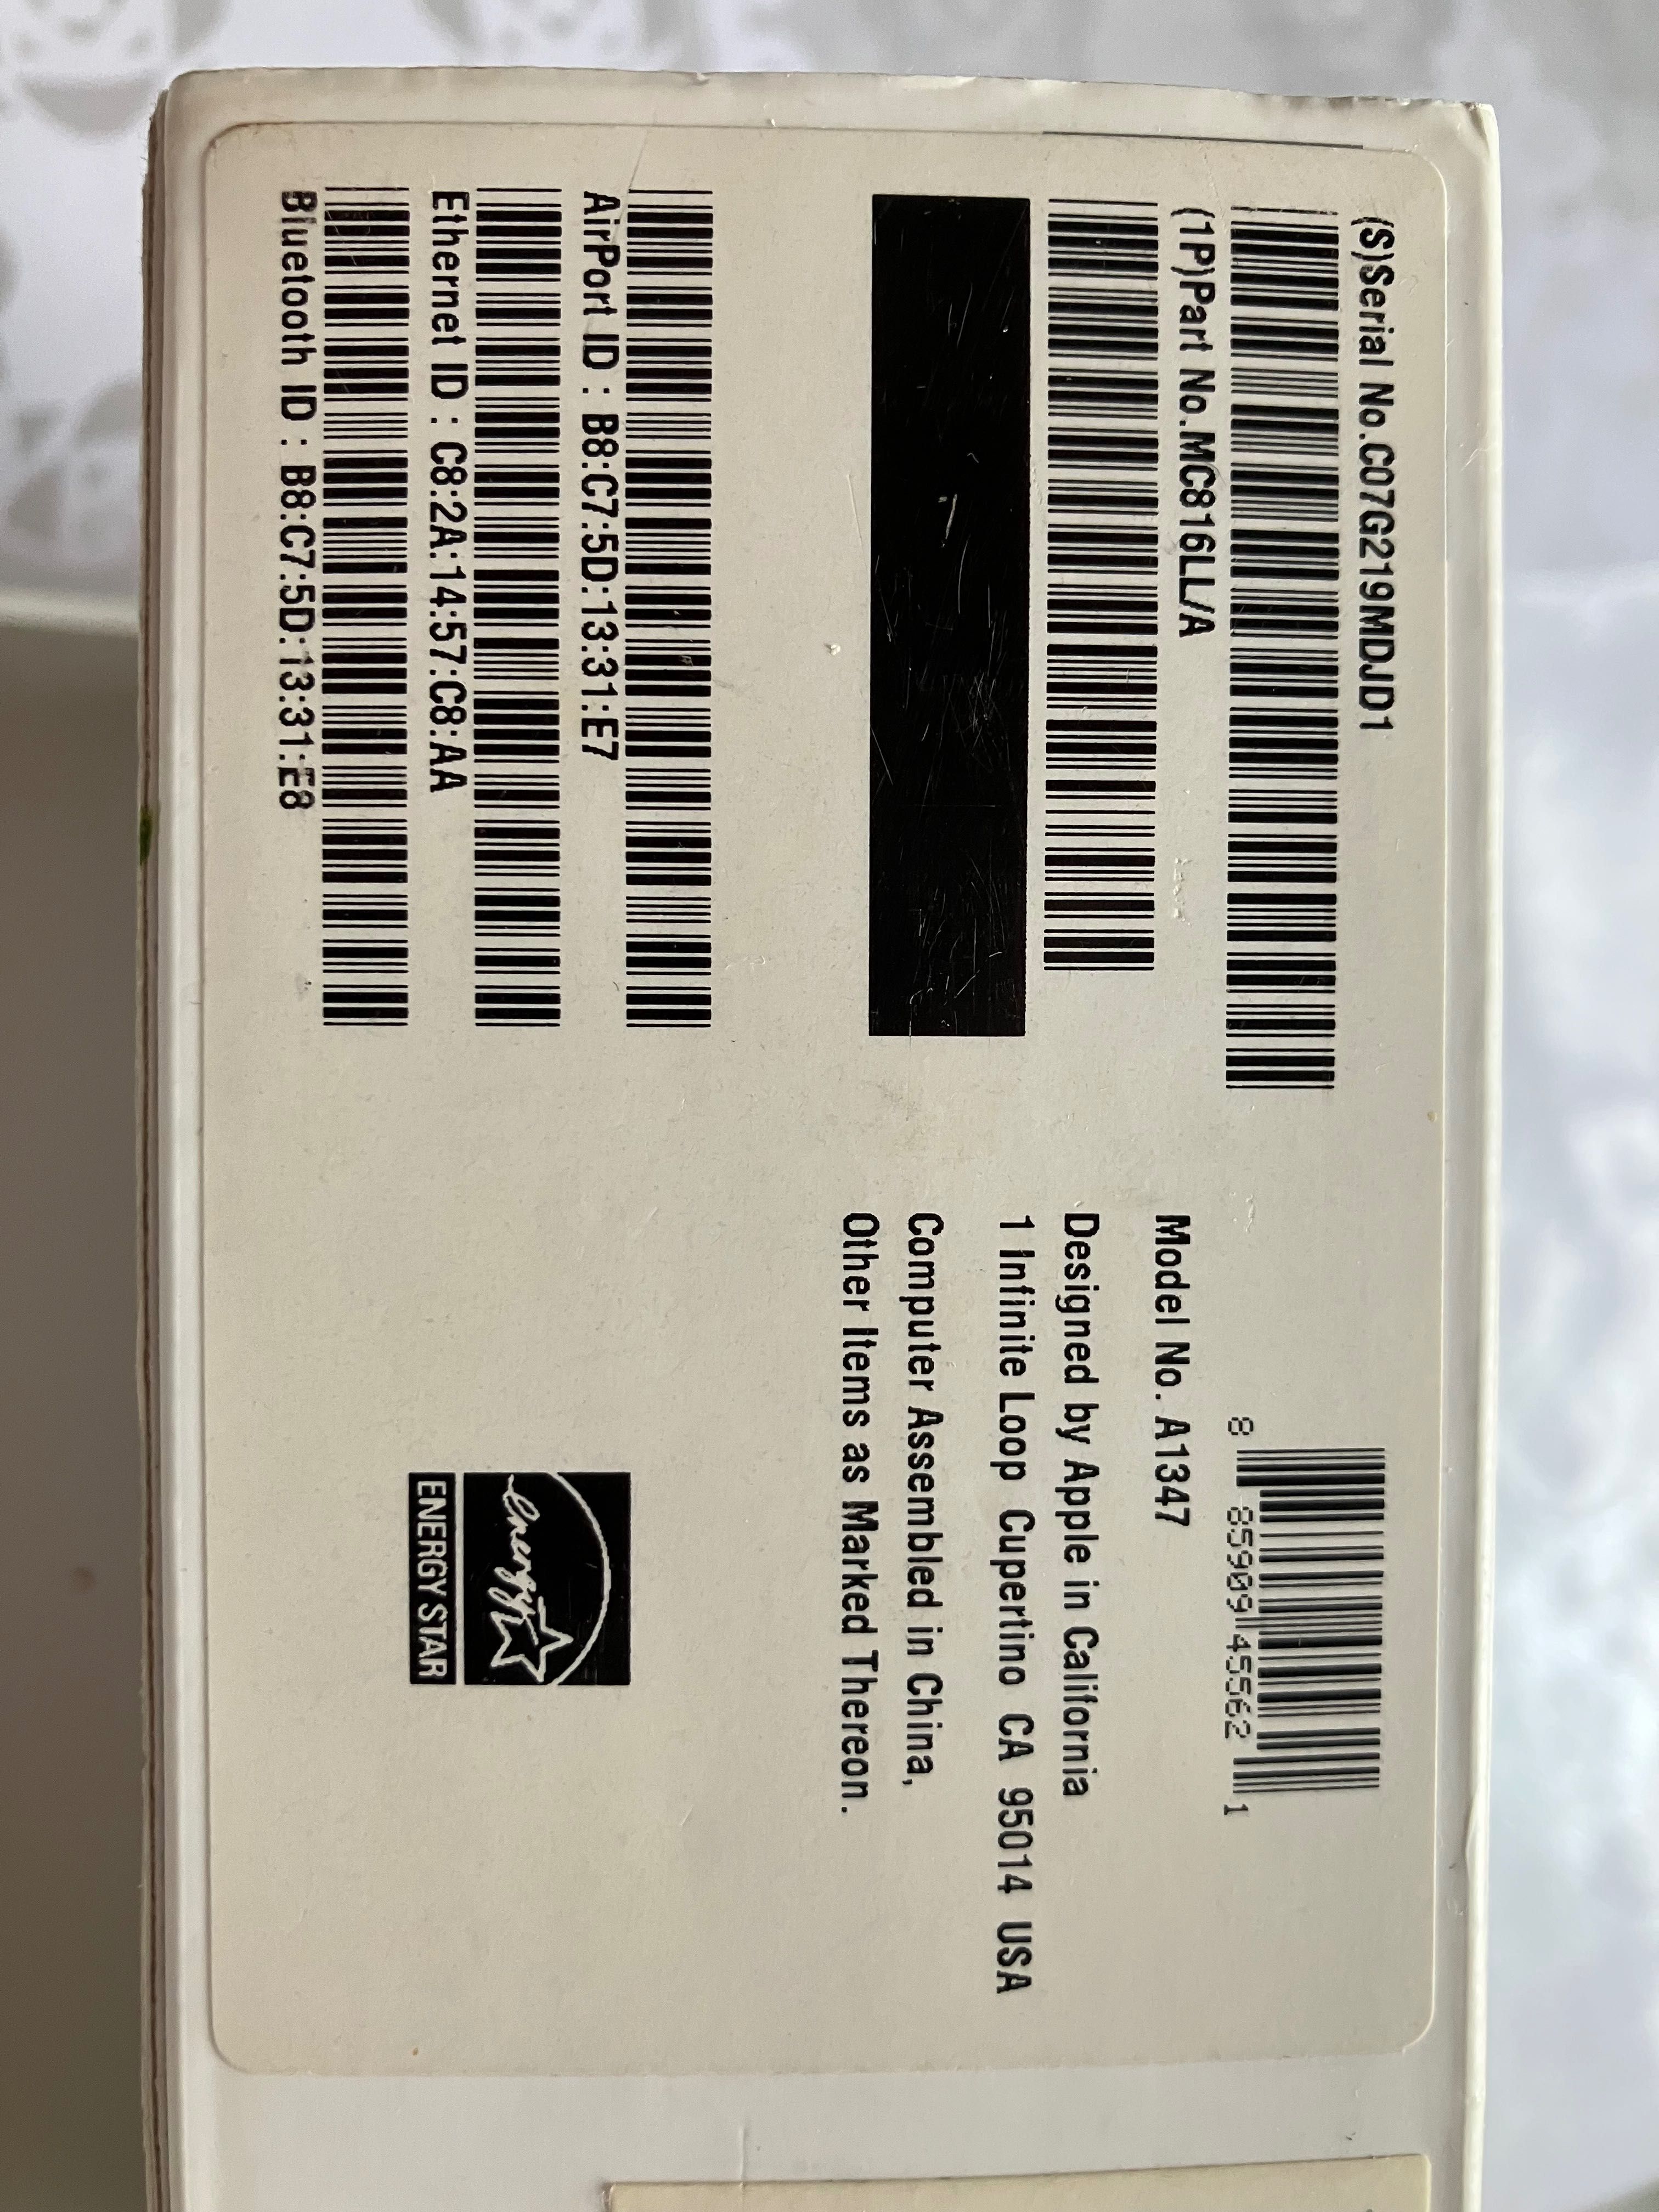 (S)Serial No.C07G219MDJD1
(1P)Part No.MC816LL/A
AirPort ID : B8:C7:5D:13:31:E7
Ethernet ID : C8:2A:14:57:C8:AA
Bluetooth ID : B8:C7:5D:13:31:E8
8 85909 45562 1
Model No. A1347
Designed by Apple in California
1 Infinite Loop Cupertino CA 95014 USA
Computer Assembled in China,
Other Items as Marked Thereon.
energy
ENERGY STAR